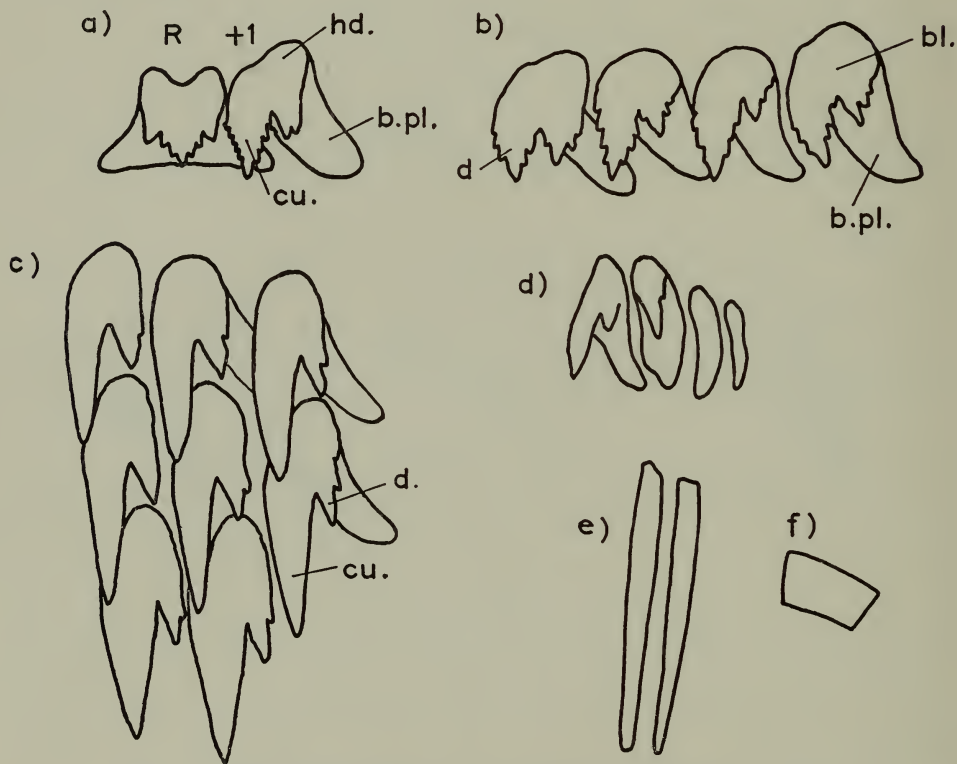 a) R +1 hd.
b.pl.
cu.
b) bl.
d
b.pl.
c)
d.
cu.
d)
e)
f)